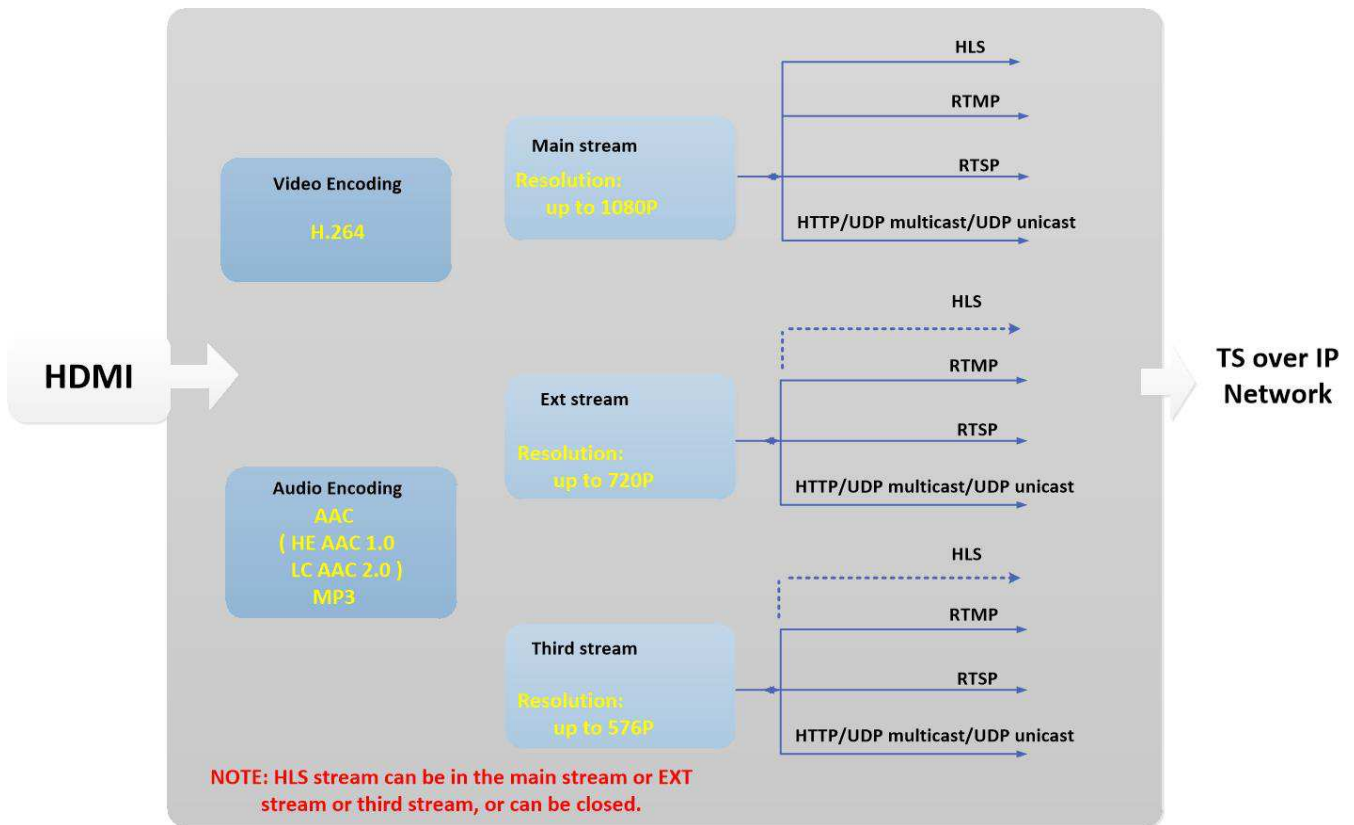 HDMI
Video Encoding
H.264
Audio Encoding
AAC
( HE AAC 1.0
LC AAC 2.0 )
MP3
Main stream
Resolution:
up to 1080P
HLS
RTMP
RTSP
HTTP/UDP multicast/UDP unicast
Ext stream
Resolution:
up to 720P
HLS
RTMP
RTSP
HTTP/UDP multicast/UDP unicast
Third stream
Resolution:
up to 576P
HLS
RTMP
RTSP
HTTP/UDP multicast/UDP unicast
TS over IP
Network
NOTE: HLS stream can be in the main stream or EXT
stream or third stream, or can be closed.